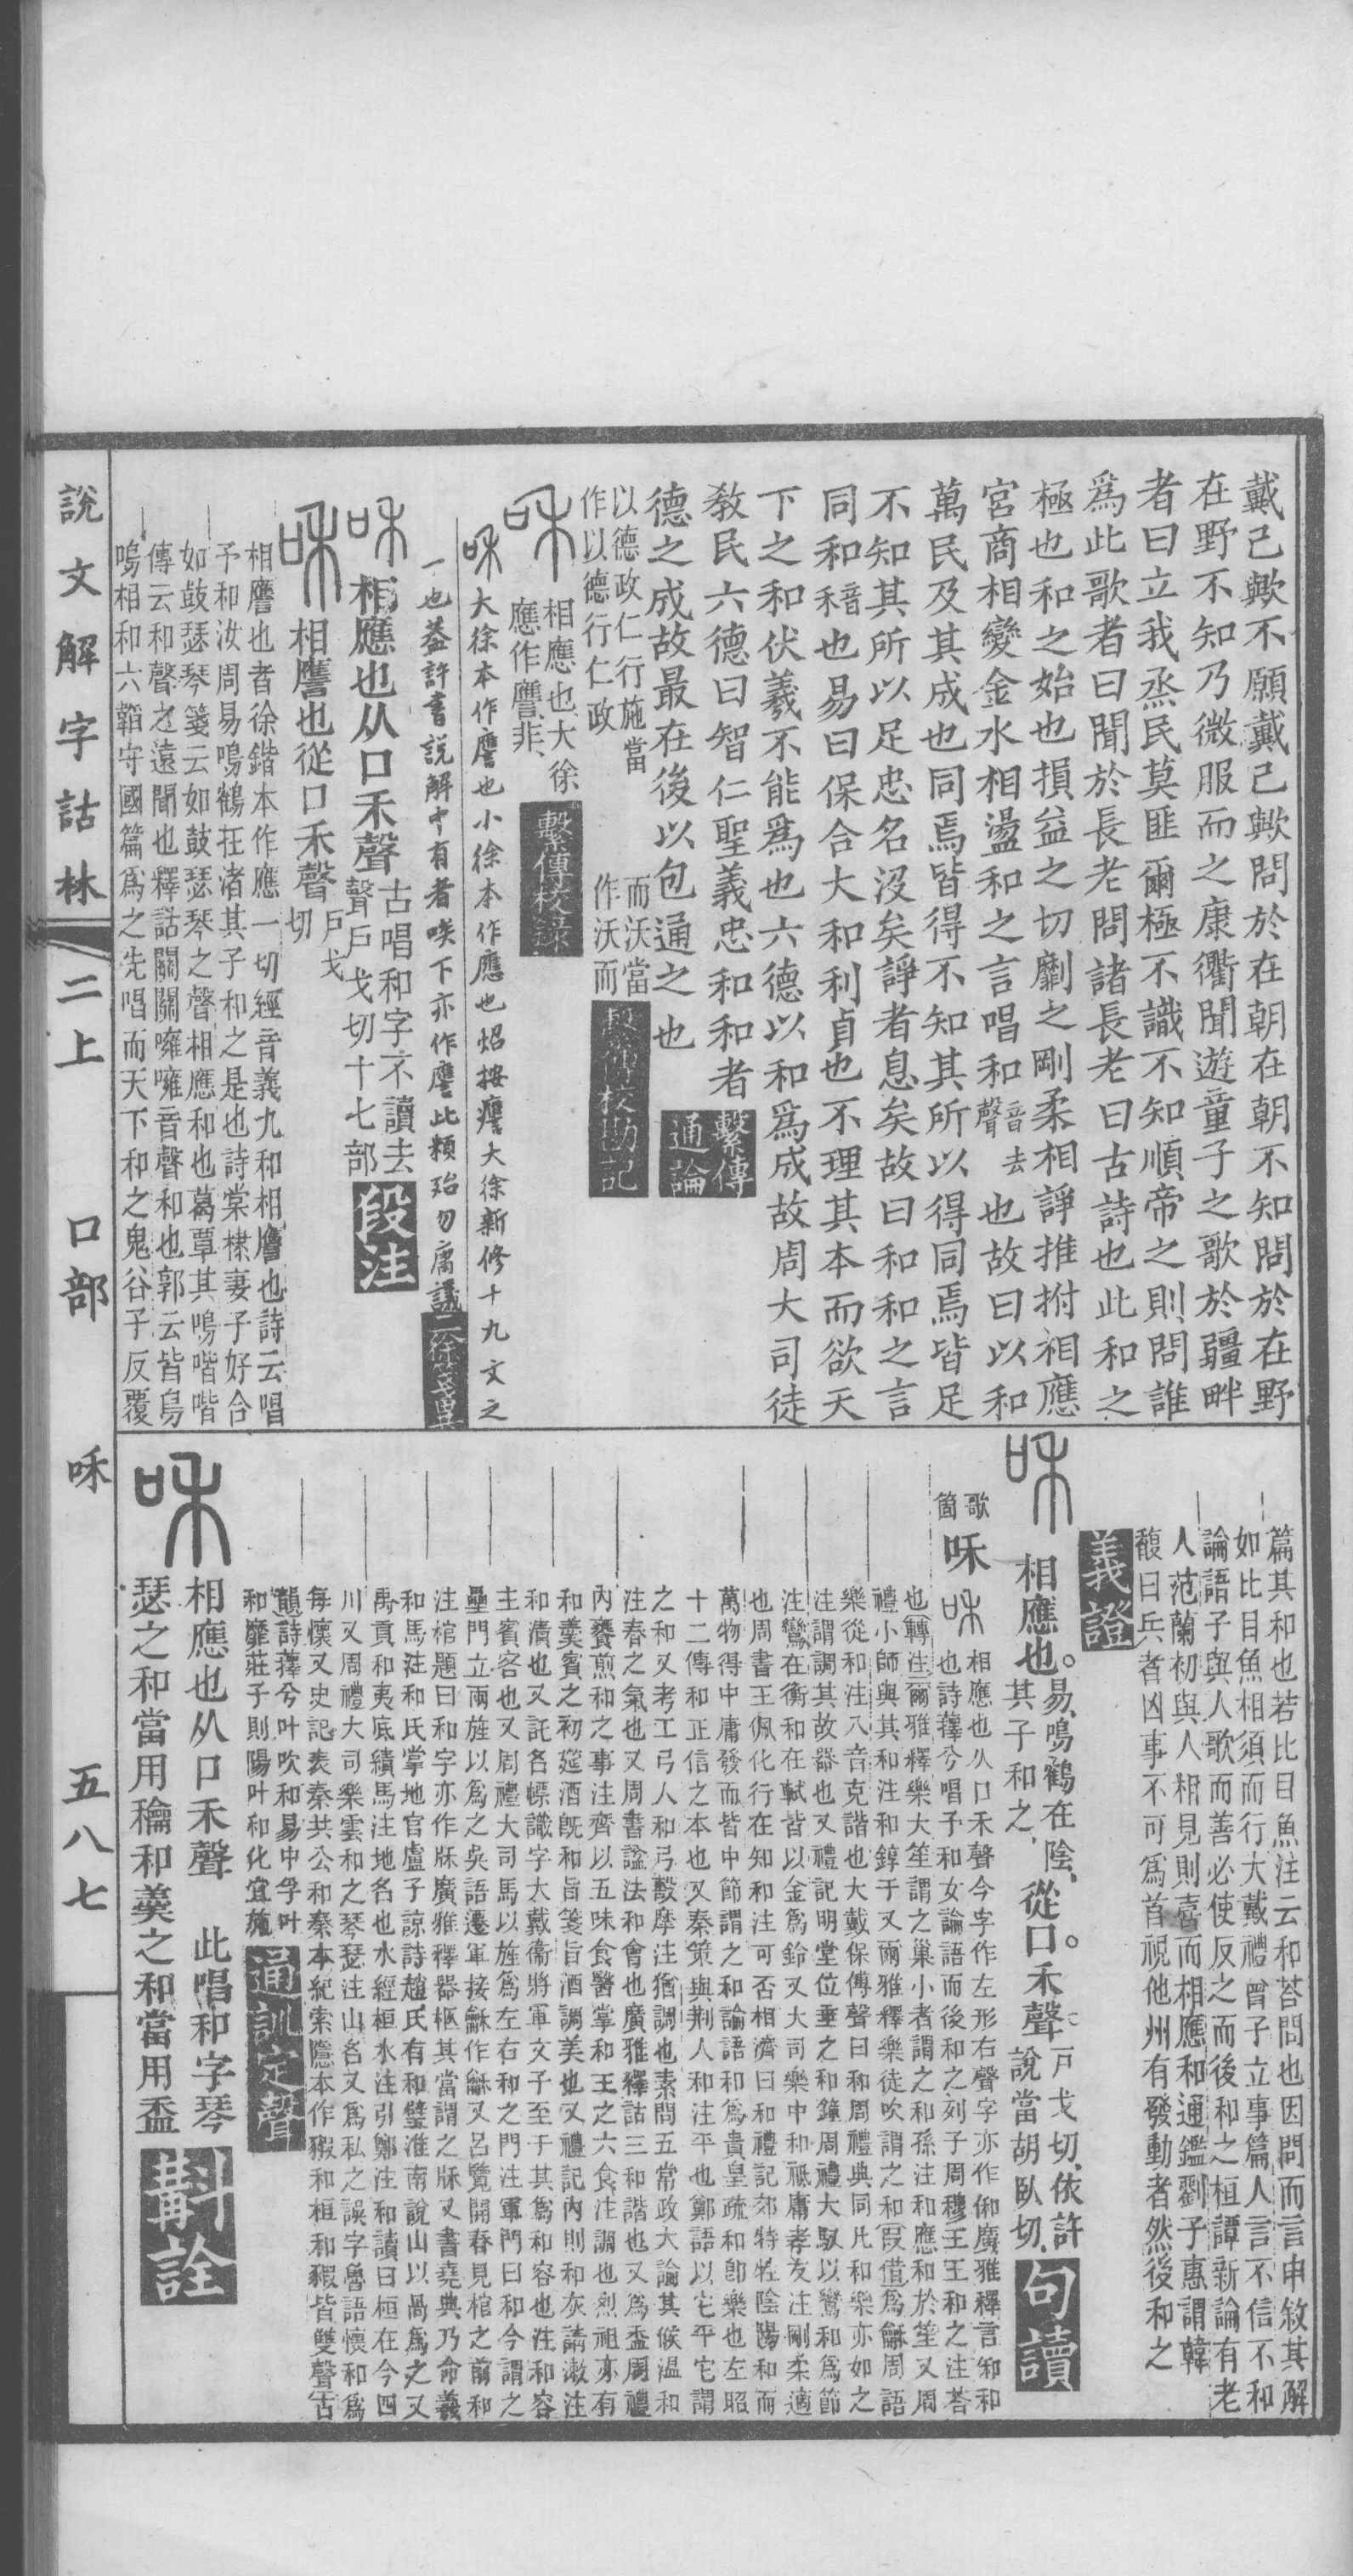 戴己歟不願戴己歟問於在朝在朝不知問於在野
在野不知乃微服而之康衢聞遊童子之歌於疆畔
者曰立我烝民莫匪爾極不識不知順帝之則問誰
爲此歌者曰聞於長老問諸長老曰古詩也此和之
極也和之始也損益之切劘之剛柔相諍推拊相應
宮商相變金水相盪和之言唱和音去聲也故曰以和
萬民及其成也同焉皆得不知其所以得同焉皆足
不知其所以足忠名沒矣諍者息矣故曰和和之言
同和穡也易曰保合大和利貞也不理其本而欲天
下之和伏羲不能爲也六德以和爲成故周大司徒
敎民六德曰智仁聖義忠和和者
德之成故最在後以包通之也
繫傳通論
以德政仁行施當作以德行仁政
而沃當作沃而
繫傳校勘記
咊
相應也大徐應作譍非
繫傳校錄
咊大徐本作譍也小徐本作應也炤按譍大徐新修十九文之
一也葢許書說解中有者唉下亦作譍此類殆勿庸議
二徐箋異
咊相應也从口禾聲古唱和字不讀去聲戶戈切十七部
段注
咊相譍也從口禾聲戶戈切
相譍也者徐鍇本作應一切經音義九和相譍也詩云唱
予和汝周易鳴鶴在渚其子和之是也詩棠棣妻子好合
如鼓瑟琴箋云如鼓瑟琴之聲相應和也葛覃其鳴喈喈
傳云和聲之遠聞也釋詁關關噰噰音聲和也郭云皆鳥
鳴相和六韜守國篇爲之先唱而天下和之鬼谷子反覆
篇其和也若比目魚注云和荅問也因問而言申敘其解
如比目魚相須而行大戴禮曾子立事篇人言不信不和
論語子與人歌而善必使反之而後和之桓譚新論有老
人范蘭初與人相見則喜而相應和通鑑劉子惠謂韓
馥曰兵者凶事不可爲首視他州有發動者然後和之
義證
咊相應也。易、鳴鶴在陰、其子和之、。從口禾聲戶戈切、依許說當胡臥切、
句讀
歌箇
咊咊
相應也从口禾聲今字作左形右聲字亦作㕿廣雅釋言㕿和
也詩蘀兮唱予和女論語而後和之列子周穆王王和之注荅
也轉注爾雅釋樂大笙謂之巢小者謂之和孫注和應和於笙又周
禮小師與其和注和錞于又爾雅釋樂徒吹謂之和叚借爲龢周語
樂從和注八音克諧也大戴保傅聲曰和周禮典同凡和樂亦如之
注謂調其故器也又禮記明堂位垂之和鐘周禮大馭以鸞和爲節
注鸞在衡和在軾皆以金爲鈴又大司樂中和祗庸孝友注剛柔適
也周書王佩化行在知和注可否相濟曰和禮記郊特牲陰陽和而
萬物得中庸發而皆中節謂之和論語和爲貴皇疏和卽樂也左昭
十二傳和正信之本也又秦策與荆人和注平也鄭語以它平它謂
之和又考工弓人和弓毄摩注猶調也素問五常政大論其候温和
注春之氣也又周書諡法和會也廣雅釋詁三和諧也又爲盉周禮
內饔煎和之事注齊以五味食醫掌和王之六食注調也烈祖亦有
和羹賓之初筵酒旣和旨箋旨酒調美也又禮記內則和灰請漱注
和漬也又託名幖識字大戴衞將軍文子至于其爲和容也注和容
主賓客也又周禮大司馬以旌爲左右和之門注軍門曰和今謂之
壘門立兩旌以爲之吳語遷軍接龢作龢又呂覽開春見棺之前和
注棺題曰和字亦作㭒廣雅釋器柩其當謂之㭒又書堯典乃命羲
和馬注和氏掌地官盧子諒詩趙氏有和璧淮南說山以咼爲之又
禹貢和夷底績馬注地名也水經桓水注引鄭注和讀曰桓在今四
川又周禮大司樂雲和之琴瑟注山名又爲私之誤字魯語懷和爲
每懷又史記表秦共公和秦本紀索隱本作猳和桓和猳皆雙聲古
韻詩蘀兮叶吹和易中孚叶
和靡莊子則陽叶和化宜施
通訓定聲
咊相應也从口禾聲 此唱和字琴
瑟之和當用龢和羹之和當用盉
斠詮
說文解字詁林 二上 口部 咊 五八七